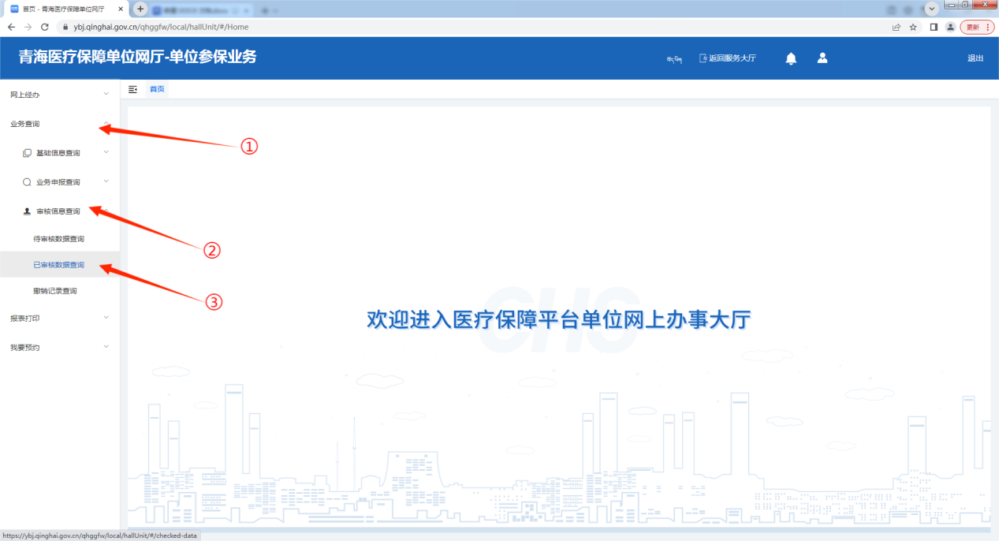 首页 - 青海医疗保障单位网厅
ybj.qinghai.gov.cn/qhggfw/local/hallUnit/#/Home
更新
青海医疗保障单位网厅-单位参保业务
返回服务大厅
退出
网上经办
首页
业务查询
①
基础信息查询
业务申报查询
审核信息查询
②
待审核数据查询
已审核数据查询
③
撤销记录查询
报表打印
我要预约
CHS
欢迎进入医疗保障平台单位网上办事大厅
https://ybj.qinghai.gov.cn/qhggfw/local/hallUnit/#/checked-data